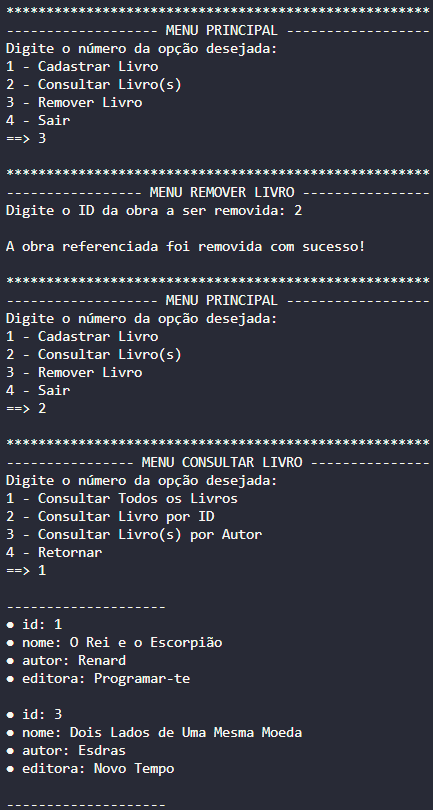 *****************************************************
------------------- MENU PRINCIPAL ------------------
Digite o número da opção desejada:
1 - Cadastrar Livro
2 - Consultar Livro(s)
3 - Remover Livro
4 - Sair
==> 3
*****************************************************
----------------- MENU REMOVER LIVRO ----------------
Digite o ID da obra a ser removida: 2
A obra referenciada foi removida com sucesso!
*****************************************************
------------------- MENU PRINCIPAL ------------------
Digite o número da opção desejada:
1 - Cadastrar Livro
2 - Consultar Livro(s)
3 - Remover Livro
4 - Sair
==> 2
*****************************************************
---------------- MENU CONSULTAR LIVRO ---------------
Digite o número da opção desejada:
1 - Consultar Todos os Livros
2 - Consultar Livro por ID
3 - Consultar Livro(s) por Autor
4 - Retornar
==> 1
--------------------
● id: 1
● nome: O Rei e o Escorpião
● autor: Renard
● editora: Programar-te
● id: 3
● nome: Dois Lados de Uma Mesma Moeda
● autor: Esdras
● editora: Novo Tempo
--------------------